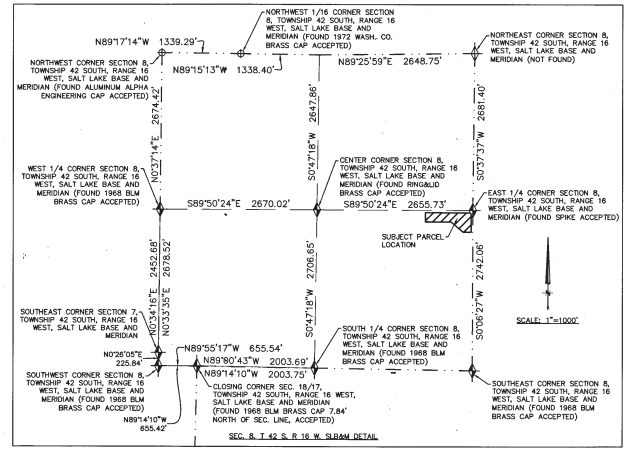 NORTHWEST 1/16 CORNER SECTION
8, TOWNSHIP 42 SOUTH, RANGE 16
WEST, SALT LAKE BASE AND
MERIDIAN (FOUND 1972 WASH. CO.
BRASS CAP ACCEPTED)
NORTHEAST CORNER SECTION 8,
TOWNSHIP 42 SOUTH, RANGE 16
WEST, SALT LAKE BASE AND
MERIDIAN (NOT FOUND)
N89°17'14"W 1339.29'
N89°15'13"W 1338.40'
N89°25'59"E 2648.75'
NORTHWEST CORNER SECTION 8,
TOWNSHIP 42 SOUTH, RANGE 16
WEST, SALT LAKE BASE AND
MERIDIAN (FOUND ALUMINUM ALPHA
ENGINEERING CAP ACCEPTED)
N0°37'14"E 2674.42'
S0°47'18"W 2647.86'
S0°37'37"W 2681.40'
WEST 1/4 CORNER SECTION 8,
TOWNSHIP 42 SOUTH, RANGE 16
WEST, SALT LAKE BASE AND
MERIDIAN (FOUND 1968 BLM
BRASS CAP ACCEPTED)
CENTER CORNER SECTION 8,
TOWNSHIP 42 SOUTH, RANGE 16
WEST, SALT LAKE BASE AND
MERIDIAN (FOUND RING&LID
BRASS CAP ACCEPTED)
EAST 1/4 CORNER SECTION 8,
TOWNSHIP 42 SOUTH, RANGE 16
WEST, SALT LAKE BASE AND
MERIDIAN (FOUND SPIKE ACCEPTED)
S89°50'24"E 2670.02'
S89°50'24"E 2655.73'
SUBJECT PARCEL
LOCATION
N0°34'16"E 2452.68'
N0°33'35"E 2678.52'
S0°47'18"W 2706.65'
S0°06'27"W 2742.06'
SCALE: 1"=1000'
SOUTHEAST CORNER SECTION 7,
TOWNSHIP 42 SOUTH, RANGE 16
WEST, SALT LAKE BASE AND
MERIDIAN
N0°26'05"E
225.84'
N89°55'17"W 655.54'
N89°00'43"W 2003.69'
N89°14'10"W 2003.75'
SOUTH 1/4 CORNER SECTION 8,
TOWNSHIP 42 SOUTH, RANGE 16
WEST, SALT LAKE BASE AND
MERIDIAN (FOUND 1968 BLM
BRASS CAP ACCEPTED)
SOUTHWEST CORNER SECTION 8,
TOWNSHIP 42 SOUTH, RANGE 16
WEST, SALT LAKE BASE AND
MERIDIAN (FOUND 1968 BLM
BRASS CAP ACCEPTED)
CLOSING CORNER SEC. 18/17,
TOWNSHIP 42 SOUTH, RANGE 16 WEST,
SALT LAKE BASE AND MERIDIAN
(FOUND 1968 BLM BRASS CAP 7.84'
NORTH OF SEC. LINE, ACCEPTED)
SOUTHEAST CORNER SECTION 8,
TOWNSHIP 42 SOUTH, RANGE 16
WEST, SALT LAKE BASE AND
MERIDIAN (FOUND 1968 BLM
BRASS CAP ACCEPTED)
N89°14'10"W
655.42'
SEC. 8, T 42 S, R 16 W, SLB&M DETAIL